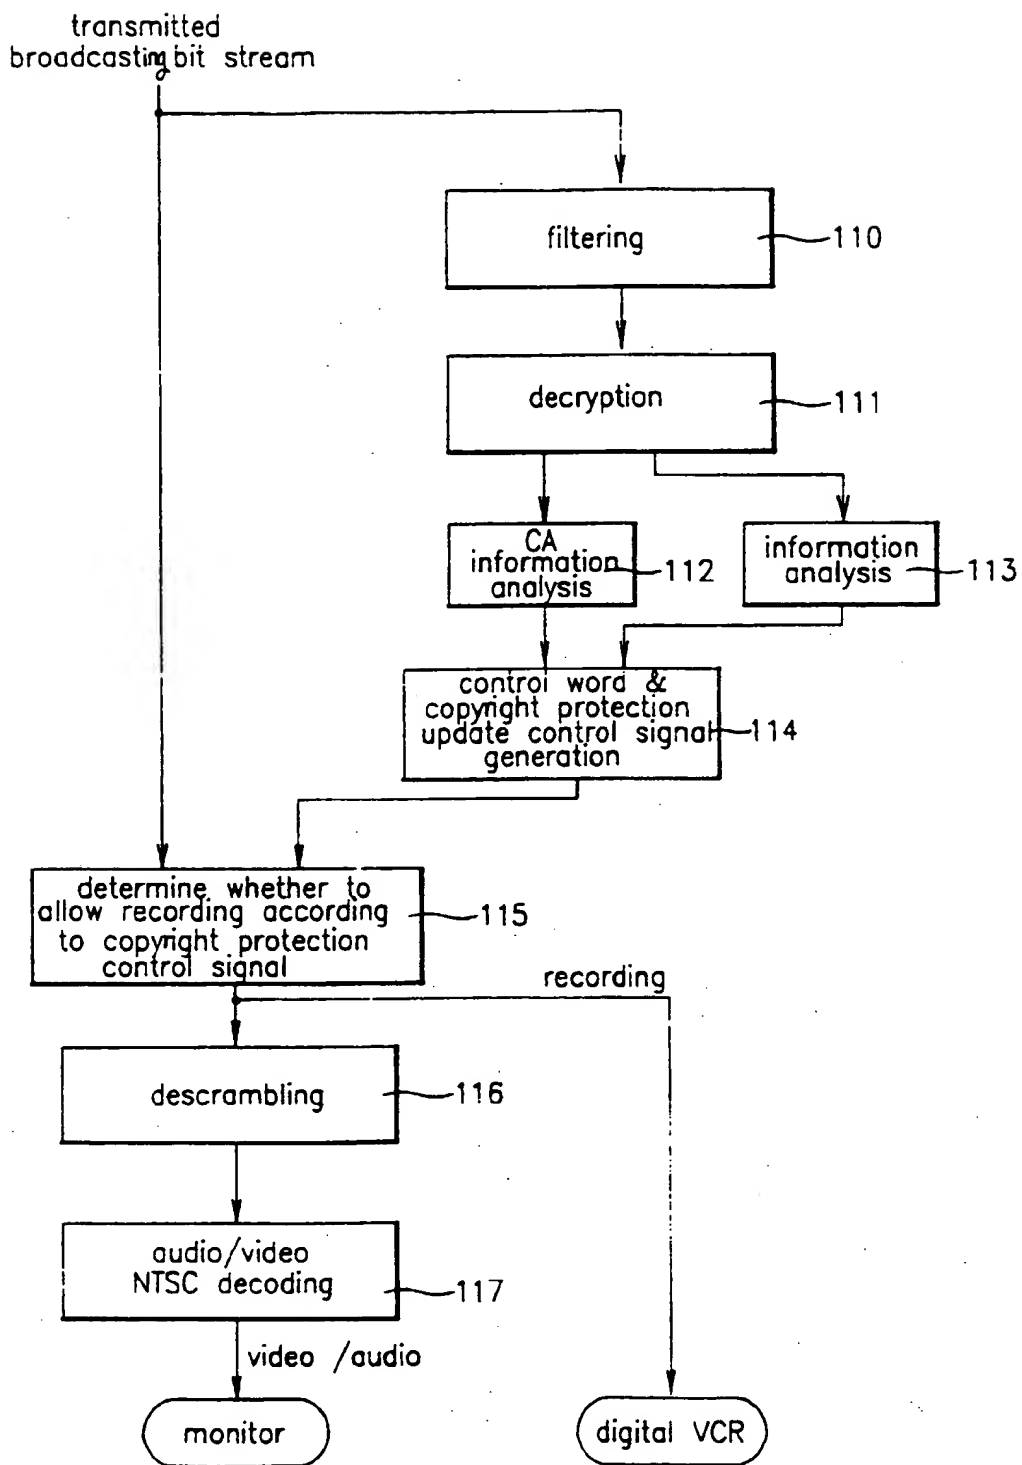 transmitted
broadcasting bit stream
filtering
110
decryption
111
CA
information
analysis
112
information
analysis
113
control word &
copyright protection
update control signal
generation
114
determine whether to
allow recording according
to copyright protection
control signal
115
recording
descrambling
116
audio/video
NTSC decoding
117
video /audio
monitor
digital VCR